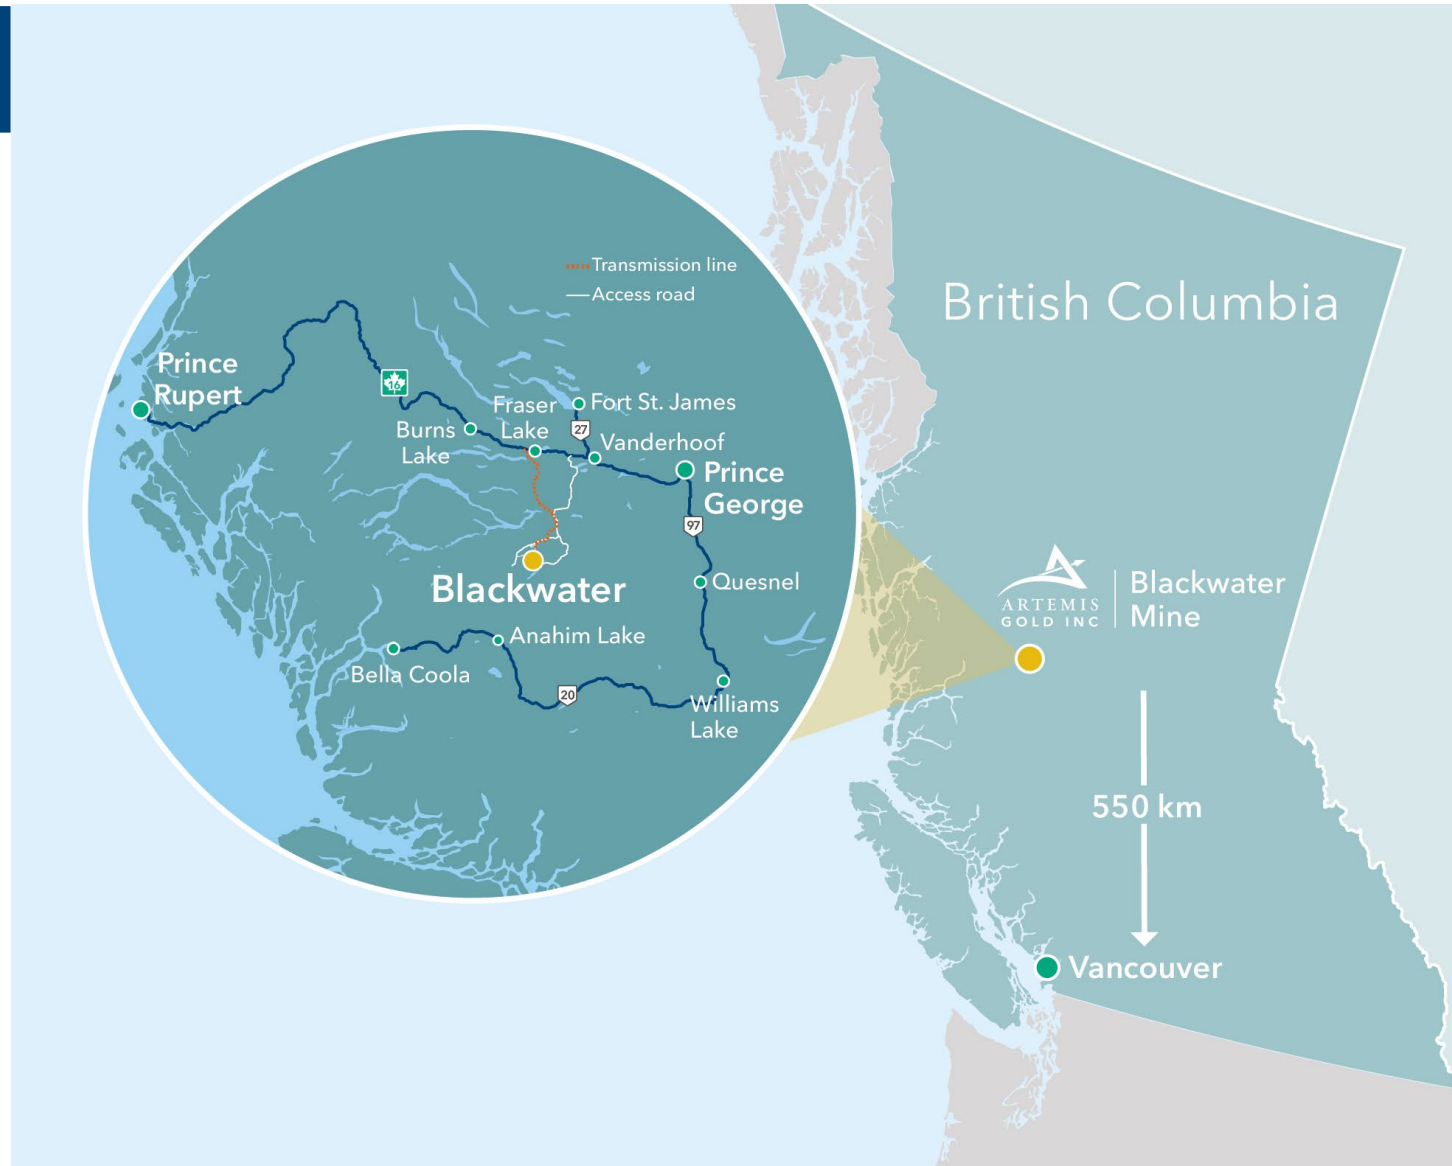 British Columbia
Transmission line
Access road
Prince
Rupert
16
Burns
Lake
Fraser
Lake
Fort St. James
27
Vanderhoof
Prince
George
97
Blackwater
Quesnel
Anahim Lake
Bella Coola
20
Williams
Lake
ARTEMIS
GOLD INC
Blackwater
Mine
550 km
Vancouver